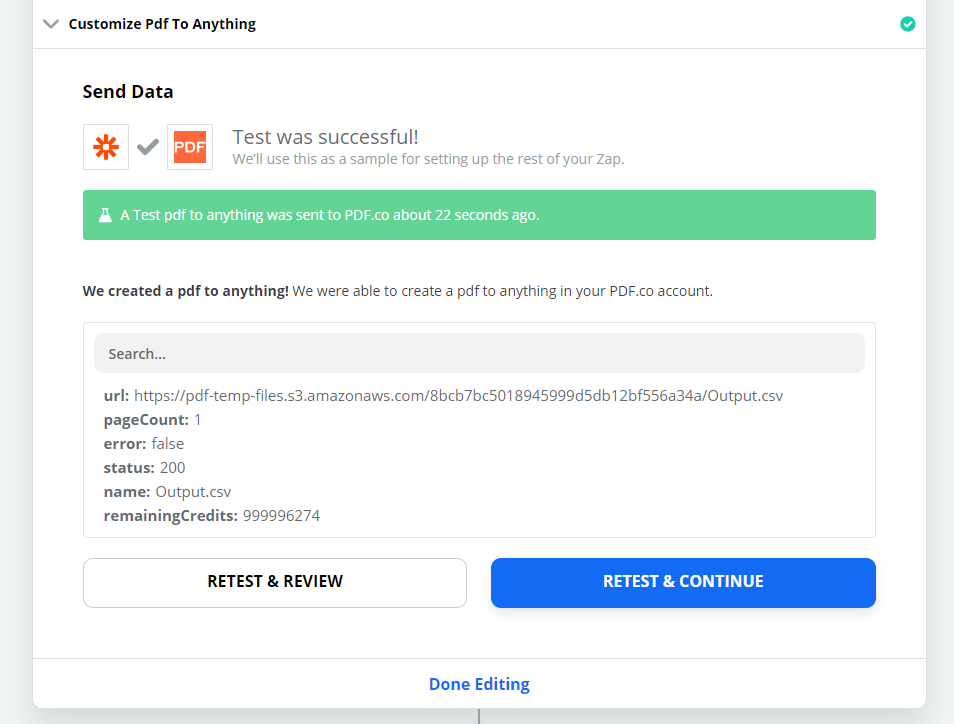 Customize Pdf To Anything
Send Data
PDF
Test was successful!
We'll use this as a sample for setting up the rest of your Zap.
A Test pdf to anything was sent to PDF.co about 22 seconds ago.
We created a pdf to anything! We were able to create a pdf to anything in your PDF.co account.
Search...
url: https://pdf-temp-files.s3.amazonaws.com/8bcb7bc5018945999d5db12bf556a34a/Output.csv
pageCount: 1
error: false
status: 200
name: Output.csv
remainingCredits: 999996274
RETEST & REVIEW
RETEST & CONTINUE
Done Editing